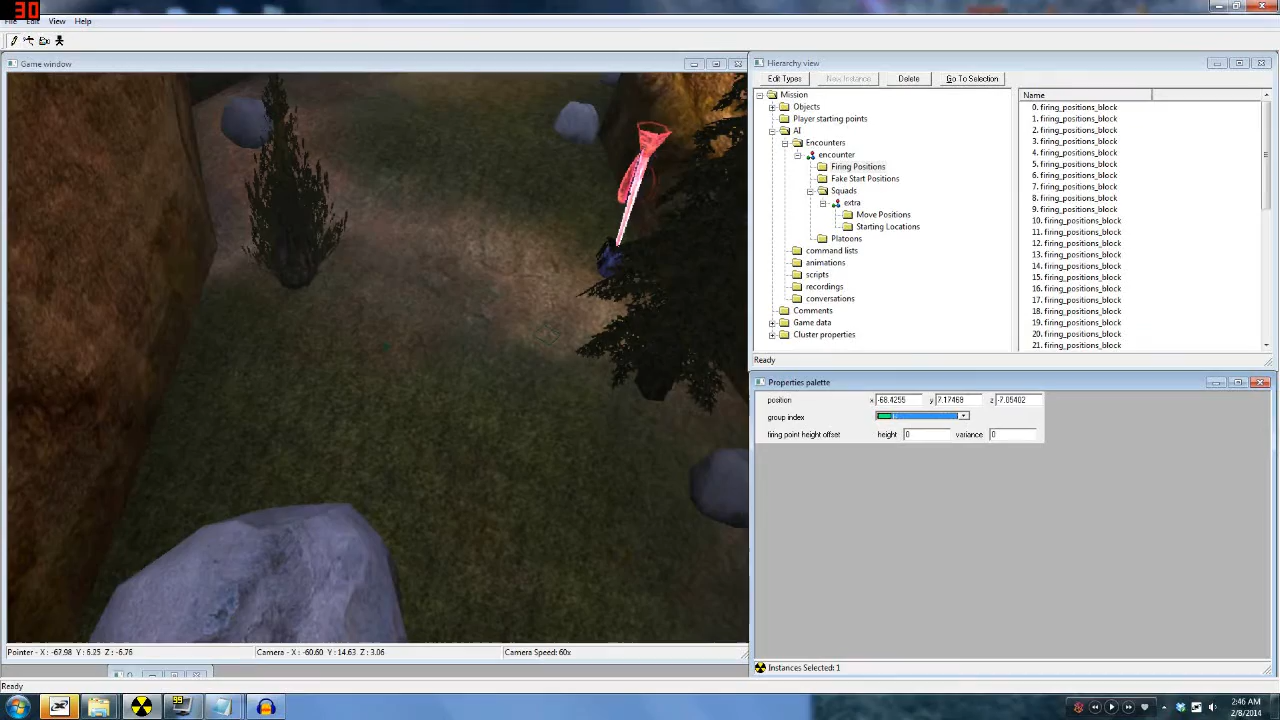 30
File Edit View Help
Game window
Pointer - X : -67.98 Y : 6.25 Z : -6.76
Camera - X : -60.60 Y : 14.63 Z : 3.06
Camera Speed: 60x
Hierarchy view
Edit Types
New Instance
Delete
Go To Selection
Mission
Objects
Player starting points
AI
Encounters
encounter
Firing Positions
Fake Start Positions
Squads
extra
Move Positions
Starting Locations
Platoons
command lists
animations
scripts
recordings
conversations
Comments
Game data
Cluster properties
Name
0. firing_positions_block
1. firing_positions_block
2. firing_positions_block
3. firing_positions_block
4. firing_positions_block
5. firing_positions_block
6. firing_positions_block
7. firing_positions_block
8. firing_positions_block
9. firing_positions_block
10. firing_positions_block
11. firing_positions_block
12. firing_positions_block
13. firing_positions_block
14. firing_positions_block
15. firing_positions_block
16. firing_positions_block
17. firing_positions_block
18. firing_positions_block
19. firing_positions_block
20. firing_positions_block
21. firing_positions_block
Ready
Properties palette
position x -68.4255 y 7.17469 z -7.05402
group index
firing point height offset height 0 variance 0
Instances Selected: 1
Ready
99
2:46 AM
2/8/2014